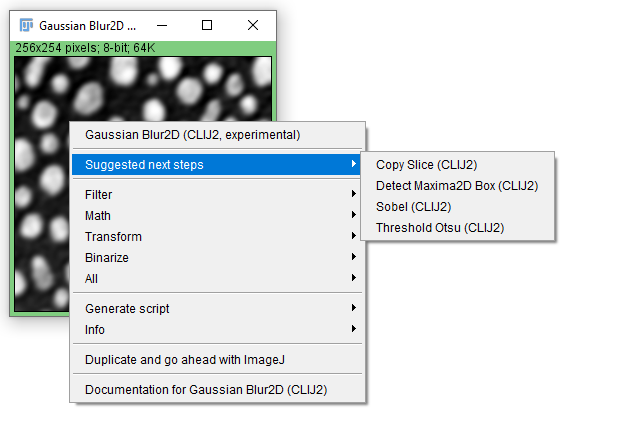 Gaussian Blur2D ...
256x254 pixels; 8-bit; 64K
Gaussian Blur2D (CLIJ2, experimental)
Suggested next steps
Copy Slice (CLIJ2)
Detect Maxima2D Box (CLIJ2)
Sobel (CLIJ2)
Threshold Otsu (CLIJ2)
Filter
Math
Transform
Binarize
All
Generate script
Info
Duplicate and go ahead with ImageJ
Documentation for Gaussian Blur2D (CLIJ2)